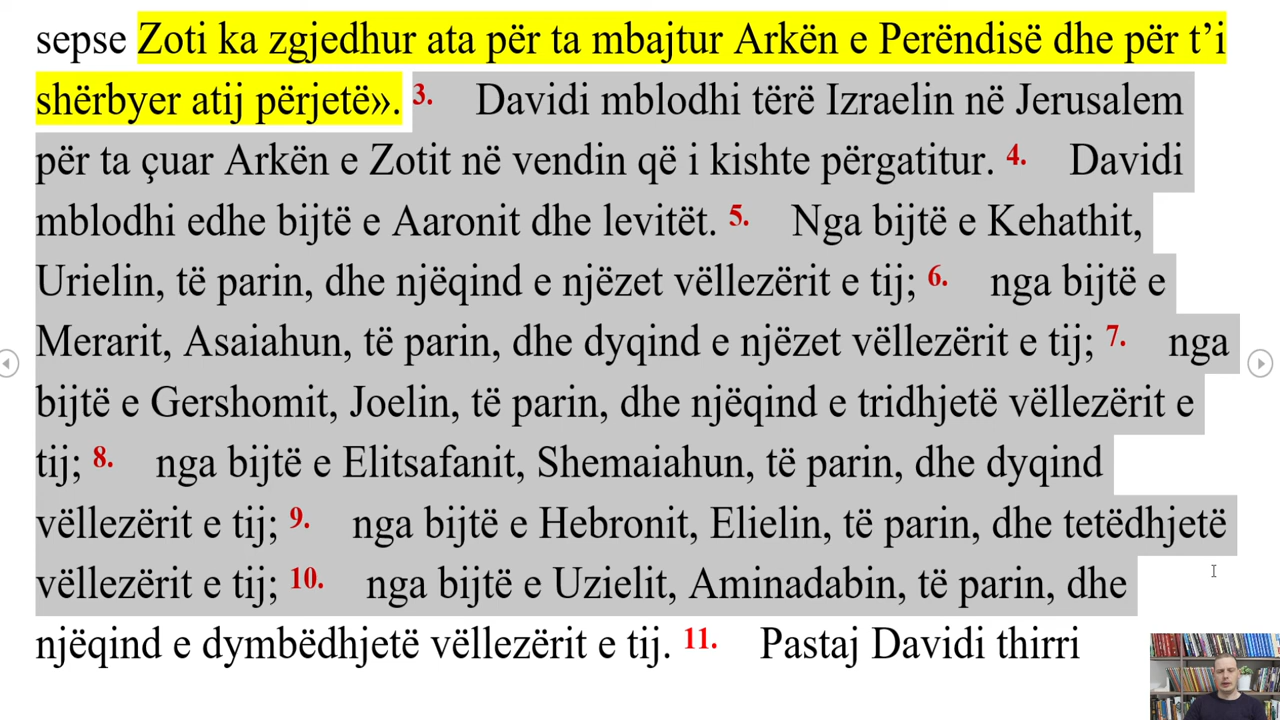 sepse Zoti ka zgjedhur ata për ta mbajtur Arkën e Perëndisë dhe për t’i
shërbyer atij përjetë». 3. Davidi mblodhi tërë Izraelin në Jerusalem
për ta çuar Arkën e Zotit në vendin që i kishte përgatitur. 4. Davidi
mblodhi edhe bijtë e Aaronit dhe levitët. 5. Nga bijtë e Kehathit,
Urielin, të parin, dhe njëqind e njëzet vëllezërit e tij; 6. nga bijtë e
Merarit, Asaiahun, të parin, dhe dyqind e njëzet vëllezërit e tij; 7. nga
bijtë e Gershomit, Joelin, të parin, dhe njëqind e tridhjetë vëllezërit e
tij; 8. nga bijtë e Elitsafanit, Shemaiahun, të parin, dhe dyqind
vëllezërit e tij; 9. nga bijtë e Hebronit, Elielin, të parin, dhe tetëdhjetë
vëllezërit e tij; 10. nga bijtë e Uzielit, Aminadabin, të parin, dhe
njëqind e dymbëdhjetë vëllezërit e tij. 11. Pastaj Davidi thirri